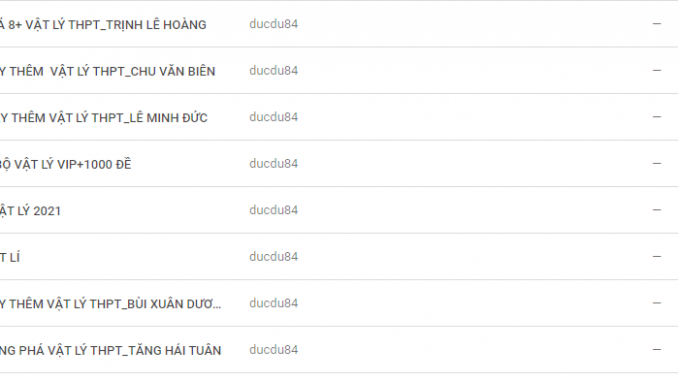 8+ VẬT LÝ THPT_TRỊNH LÊ HOÀNG ducdu84 —
Y THÊM VẬT LÝ THPT_CHU VĂN BIÊN ducdu84 —
Y THÊM VẬT LÝ THPT_LÊ MINH ĐỨC ducdu84 —
BỘ VẬT LÝ VIP+1000 ĐỀ ducdu84 —
ẬT LÝ 2021 ducdu84 —
T LÍ ducdu84 —
Y THÊM VẬT LÝ THPT_BÙI XUÂN DƯƠ... ducdu84 —
NG PHÁ VẬT LÝ THPT_TĂNG HẢI TUÂN ducdu84 —